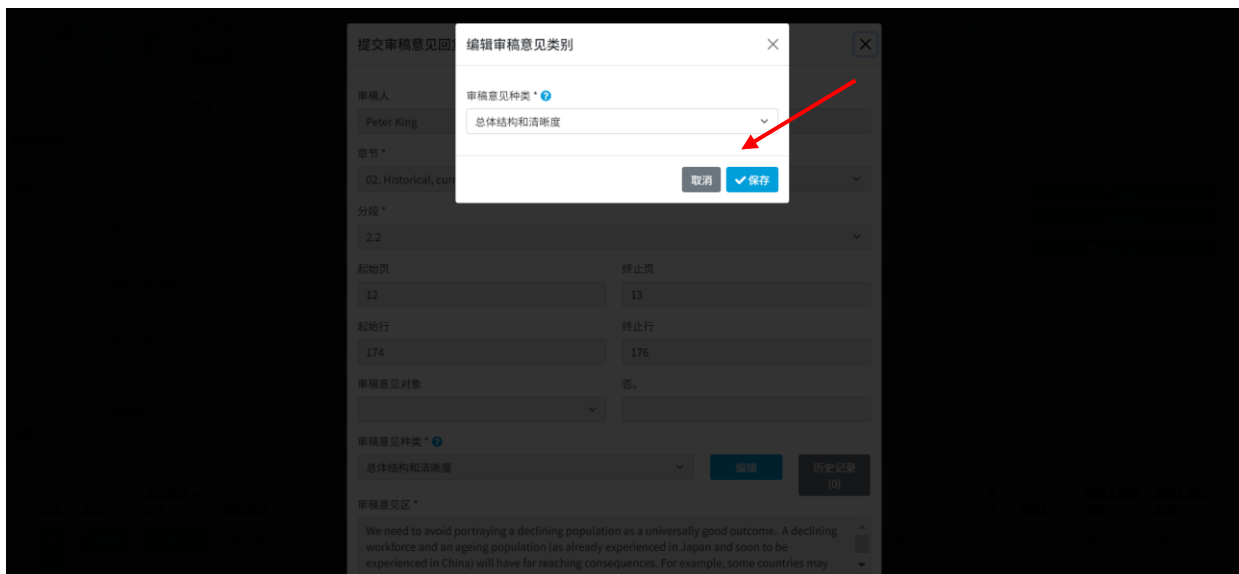 提交审稿意见回
编辑审稿意见类别
审稿人
审稿意见种类 *
Peter King
总体结构和清晰度
章节 *
取消
保存
02. Historical,
分段 *
2.2
起始页
终止页
12
13
起始行
终止行
174
176
审稿意见对象
否。
审稿意见种类 *
总体结构和清晰度
编辑
历史记录
(0)
审稿意见区 *
We need to avoid portraying a declining population as a universally good outcome. A declining
workforce and an ageing population (as already experienced in Japan and soon to be
experienced in China) will have far reaching consequences. For example, some countries may